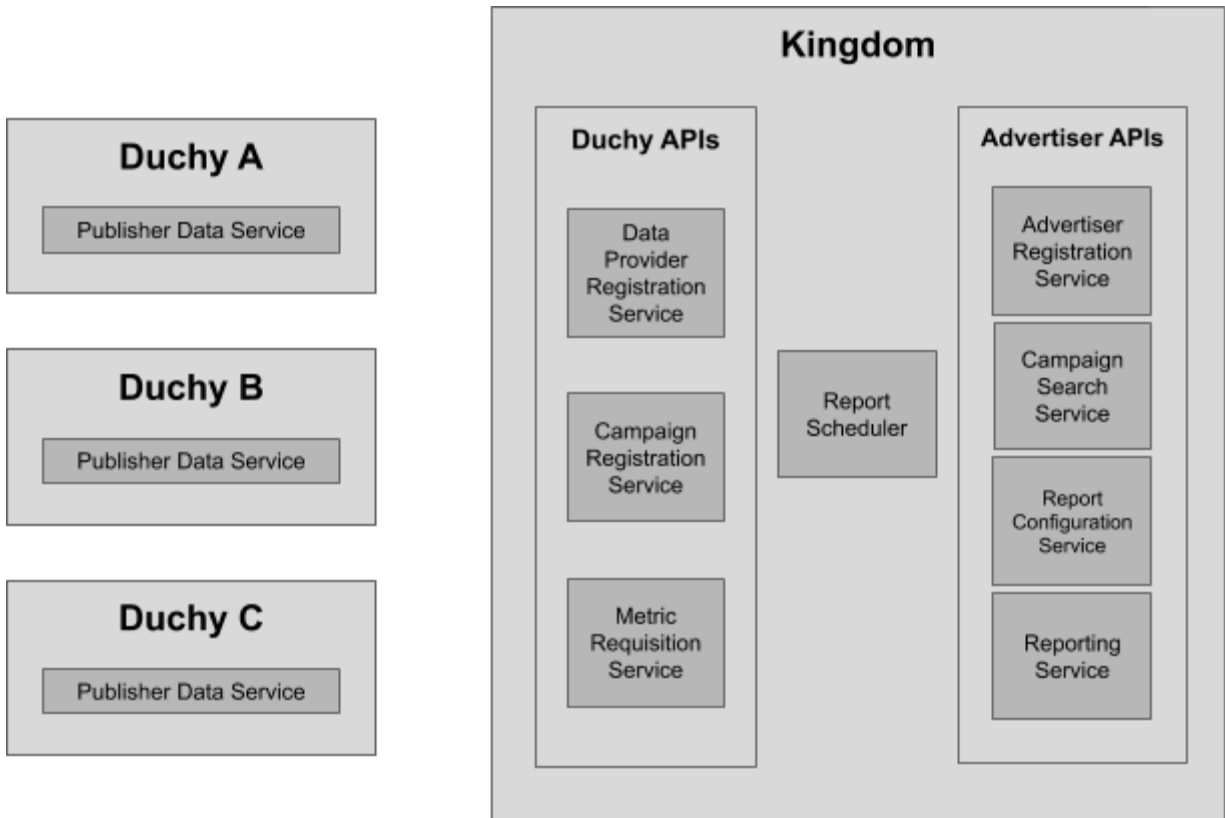 Duchy A
Publisher Data Service
Duchy B
Publisher Data Service
Duchy C
Publisher Data Service
Kingdom
Duchy APIs
Data
Provider
Registration
Service
Campaign
Registration
Service
Metric
Requisition
Service
Report
Scheduler
Advertiser APIs
Advertiser
Registration
Service
Campaign
Search
Service
Report
Configuration
Service
Reporting
Service